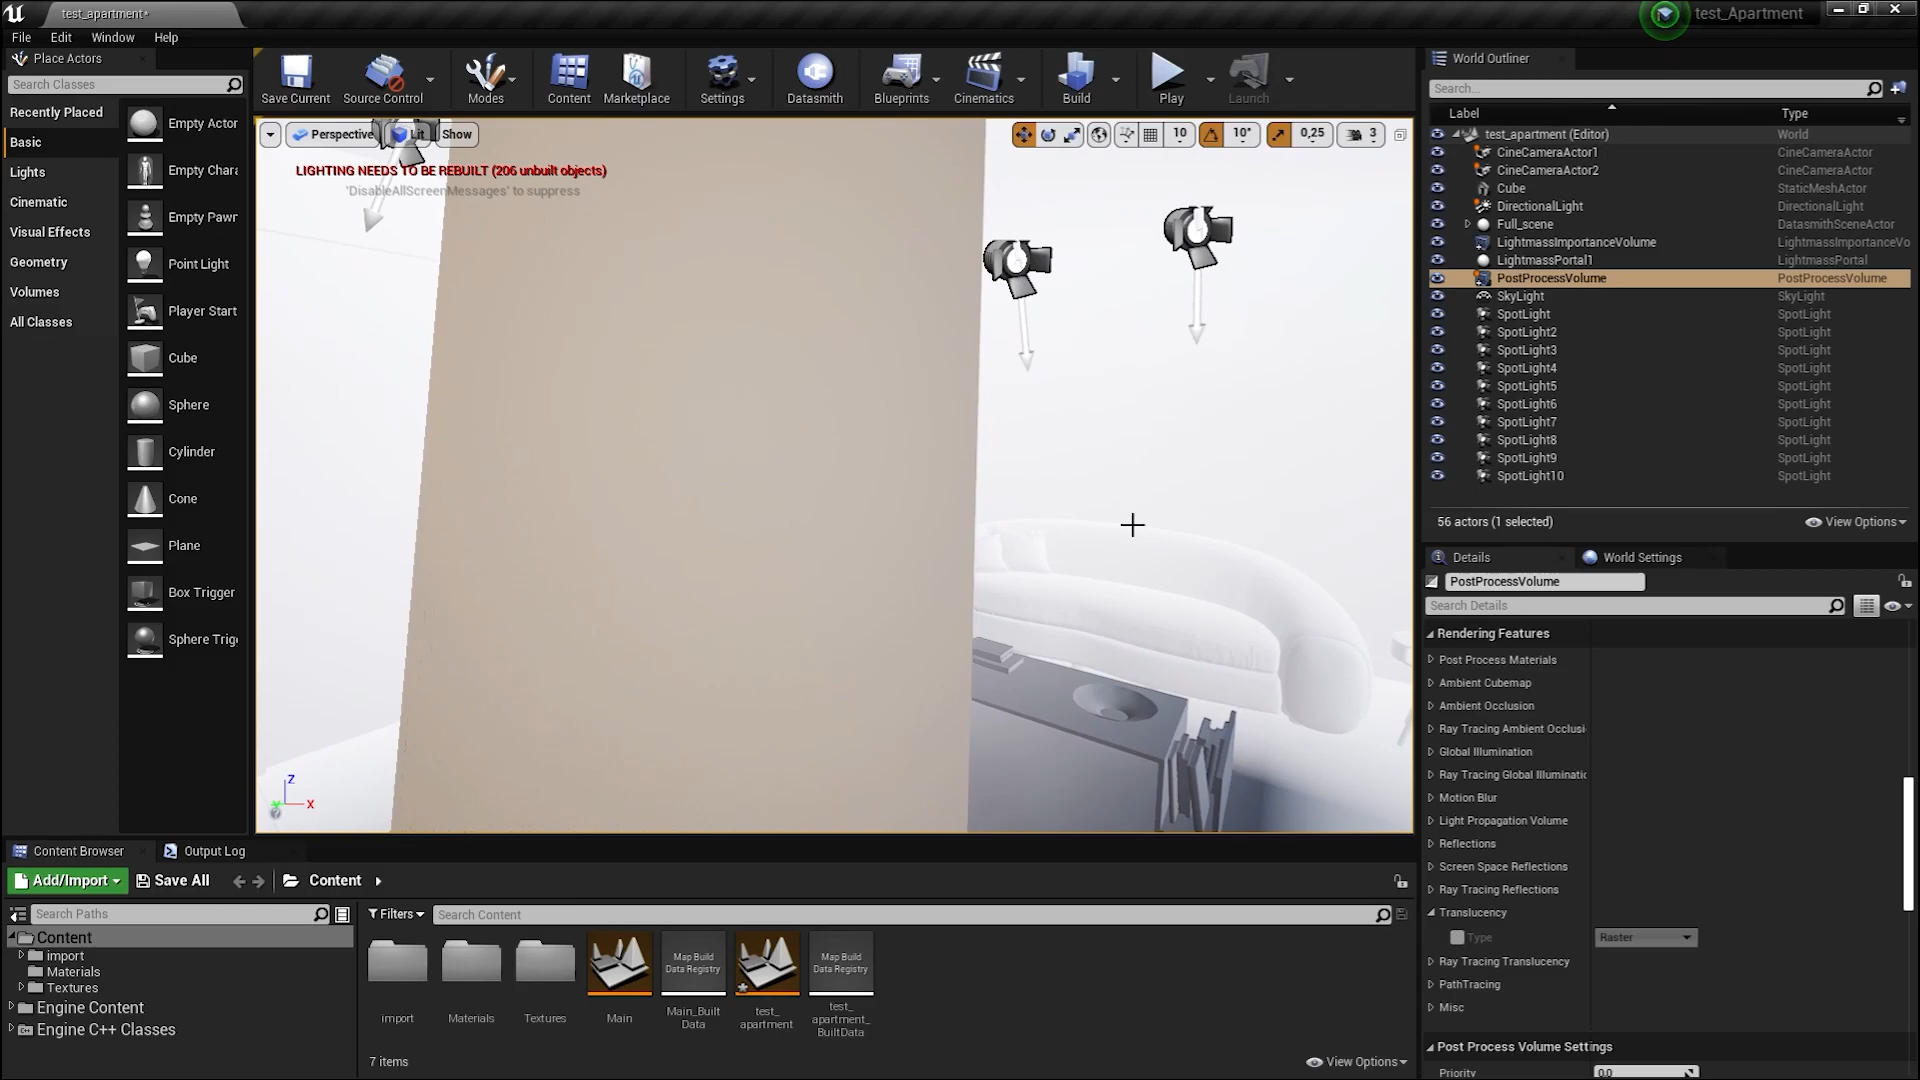 test_apartment*
test_Apartment
File Edit Window Help
Place Actors
Search Classes
Recently Placed
Basic
Lights
Cinematic
Visual Effects
Geometry
Volumes
All Classes
Empty Actor
Empty Chara
Empty Pawn
Point Light
Player Start
Cube
Sphere
Cylinder
Cone
Plane
Box Trigger
Sphere Trig
Save Current Source Control Modes Content Marketplace Settings Datasmith Blueprints Cinematics Build Play Launch
Perspective Lit Show 10 10° 0,25 3
LIGHTING NEEDS TO BE REBUILT (206 unbuilt objects)
'DisableAllScreenMessages' to suppress
Z
X
Y
World Outliner
Search...
Label Type
test_apartment (Editor) World
CineCameraActor1 CineCameraActor
CineCameraActor2 CineCameraActor
Cube StaticMeshActor
DirectionalLight DirectionalLight
Full_scene DatasmithSceneActor
LightmassImportanceVolume LightmassImportanceVo
LightmassPortal1 LightmassPortal
PostProcessVolume PostProcessVolume
SkyLight SkyLight
SpotLight SpotLight
SpotLight2 SpotLight
SpotLight3 SpotLight
SpotLight4 SpotLight
SpotLight5 SpotLight
SpotLight6 SpotLight
SpotLight7 SpotLight
SpotLight8 SpotLight
SpotLight9 SpotLight
SpotLight10 SpotLight
56 actors (1 selected) View Options
Details World Settings
PostProcessVolume
Search Details
Rendering Features
Post Process Materials
Ambient Cubemap
Ambient Occlusion
Ray Tracing Ambient Occlusi
Global Illumination
Ray Tracing Global Illuminatio
Motion Blur
Light Propagation Volume
Reflections
Screen Space Reflections
Ray Tracing Reflections
Translucency
Type Raster
Ray Tracing Translucency
PathTracing
Misc
Post Process Volume Settings
Priority 0.0
Content Browser Output Log
Add/Import Save All Content
Search Paths
Content
import
Materials
Textures
Engine Content
Engine C++ Classes
Filters Search Content
Map Build
Data Registry
Map Build
Data Registry
import
Materials
Textures
Main
Main_Built
Data
test_
apartment
test_
apartment_
BuiltData
7 items View Options